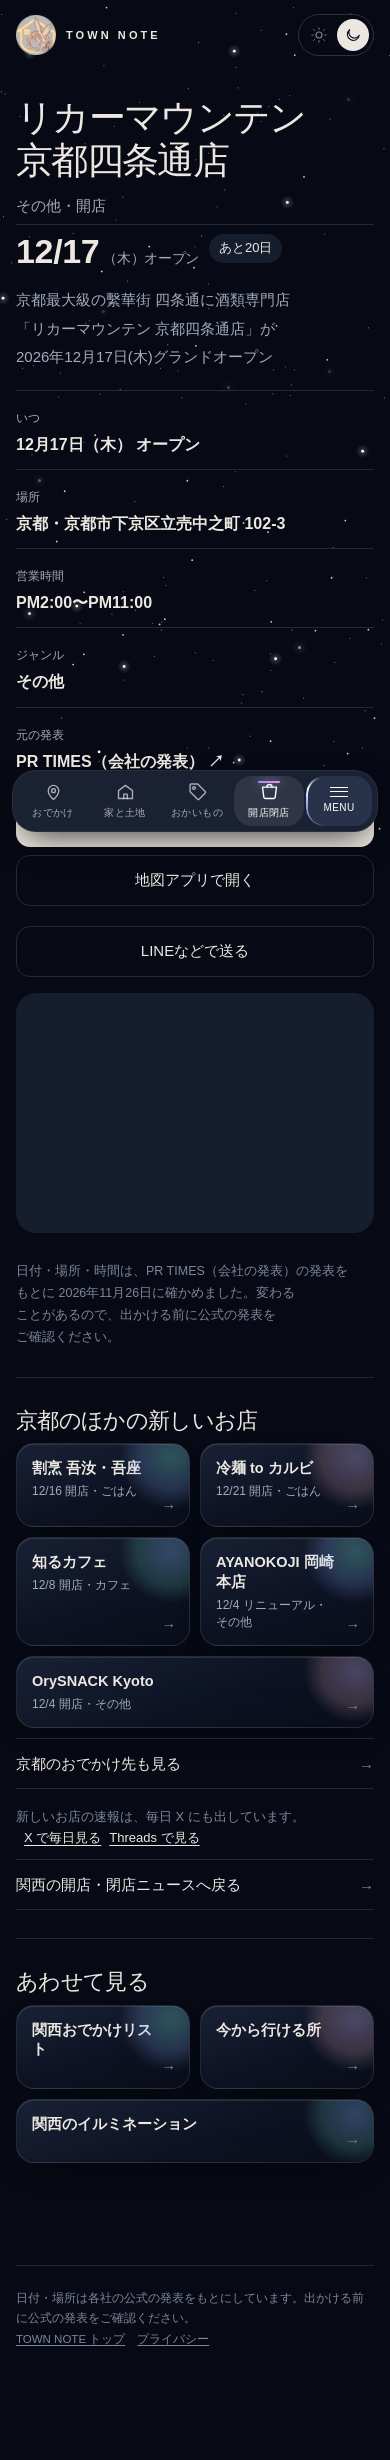 TOWN NOTE
リカーマウンテン
京都四条通店
その他・開店
12/17（木）オープン
あと20日
京都最大級の繫華街 四条通に酒類専門店
「リカーマウンテン 京都四条通店」が
2026年12月17日(木)グランドオープン
いつ
12月17日（木） オープン
場所
京都・京都市下京区立売中之町 102-3
営業時間
PM2:00〜PM11:00
ジャンル
その他
元の発表
PR TIMES（会社の発表） ↗
おでかけ
家と土地
おかいもの
開店閉店
MENU
地図アプリで開く
LINEなどで送る
日付・場所・時間は、PR TIMES（会社の発表）の発表を
もとに 2026年11月26日に確かめました。変わる
ことがあるので、出かける前に公式の発表を
ご確認ください。
京都のほかの新しいお店
割烹 吾汝・吾座
12/16 開店・ごはん
→
冷麺 to カルビ
12/21 開店・ごはん
→
知るカフェ
12/8 開店・カフェ
→
AYANOKOJI 岡崎
本店
12/4 リニューアル・
その他
→
OrySNACK Kyoto
12/4 開店・その他
→
京都のおでかけ先も見る →
新しいお店の速報は、毎日 X にも出しています。
X で毎日見る Threads で見る
関西の開店・閉店ニュースへ戻る →
あわせて見る
関西おでかけリス
ト
→
今から行ける所
→
関西のイルミネーション
→
日付・場所は各社の公式の発表をもとにしています。出かける前
に公式の発表をご確認ください。
TOWN NOTE トップ プライバシー